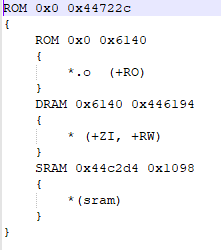 ROM 0x0 0x44722c
{
ROM 0x0 0x6140
{
*.o (+RO)
}
DRAM 0x6140 0x446194
{
* (+ZI, +RW)
}
SRAM 0x44c2d4 0x1098
{
*(sram)
}
}